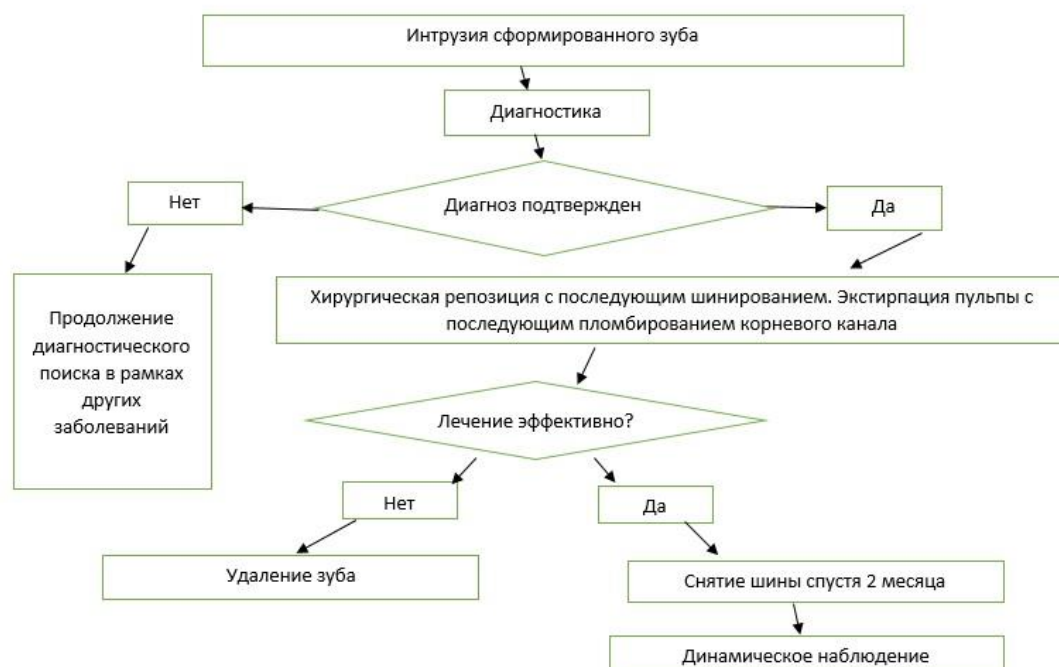 Интрузия сформированного зуба
Диагностика
Диагноз подтвержден
Нет
Да
Продолжение
диагностического
поиска в рамках
других
заболеваний
Хирургическая репозиция с последующим шинированием. Экстирпация пульпы с
последующим пломбированием корневого канала
Лечение эффективно?
Нет
Да
Удаление зуба
Снятие шины спустя 2 месяца
Динамическое наблюдение